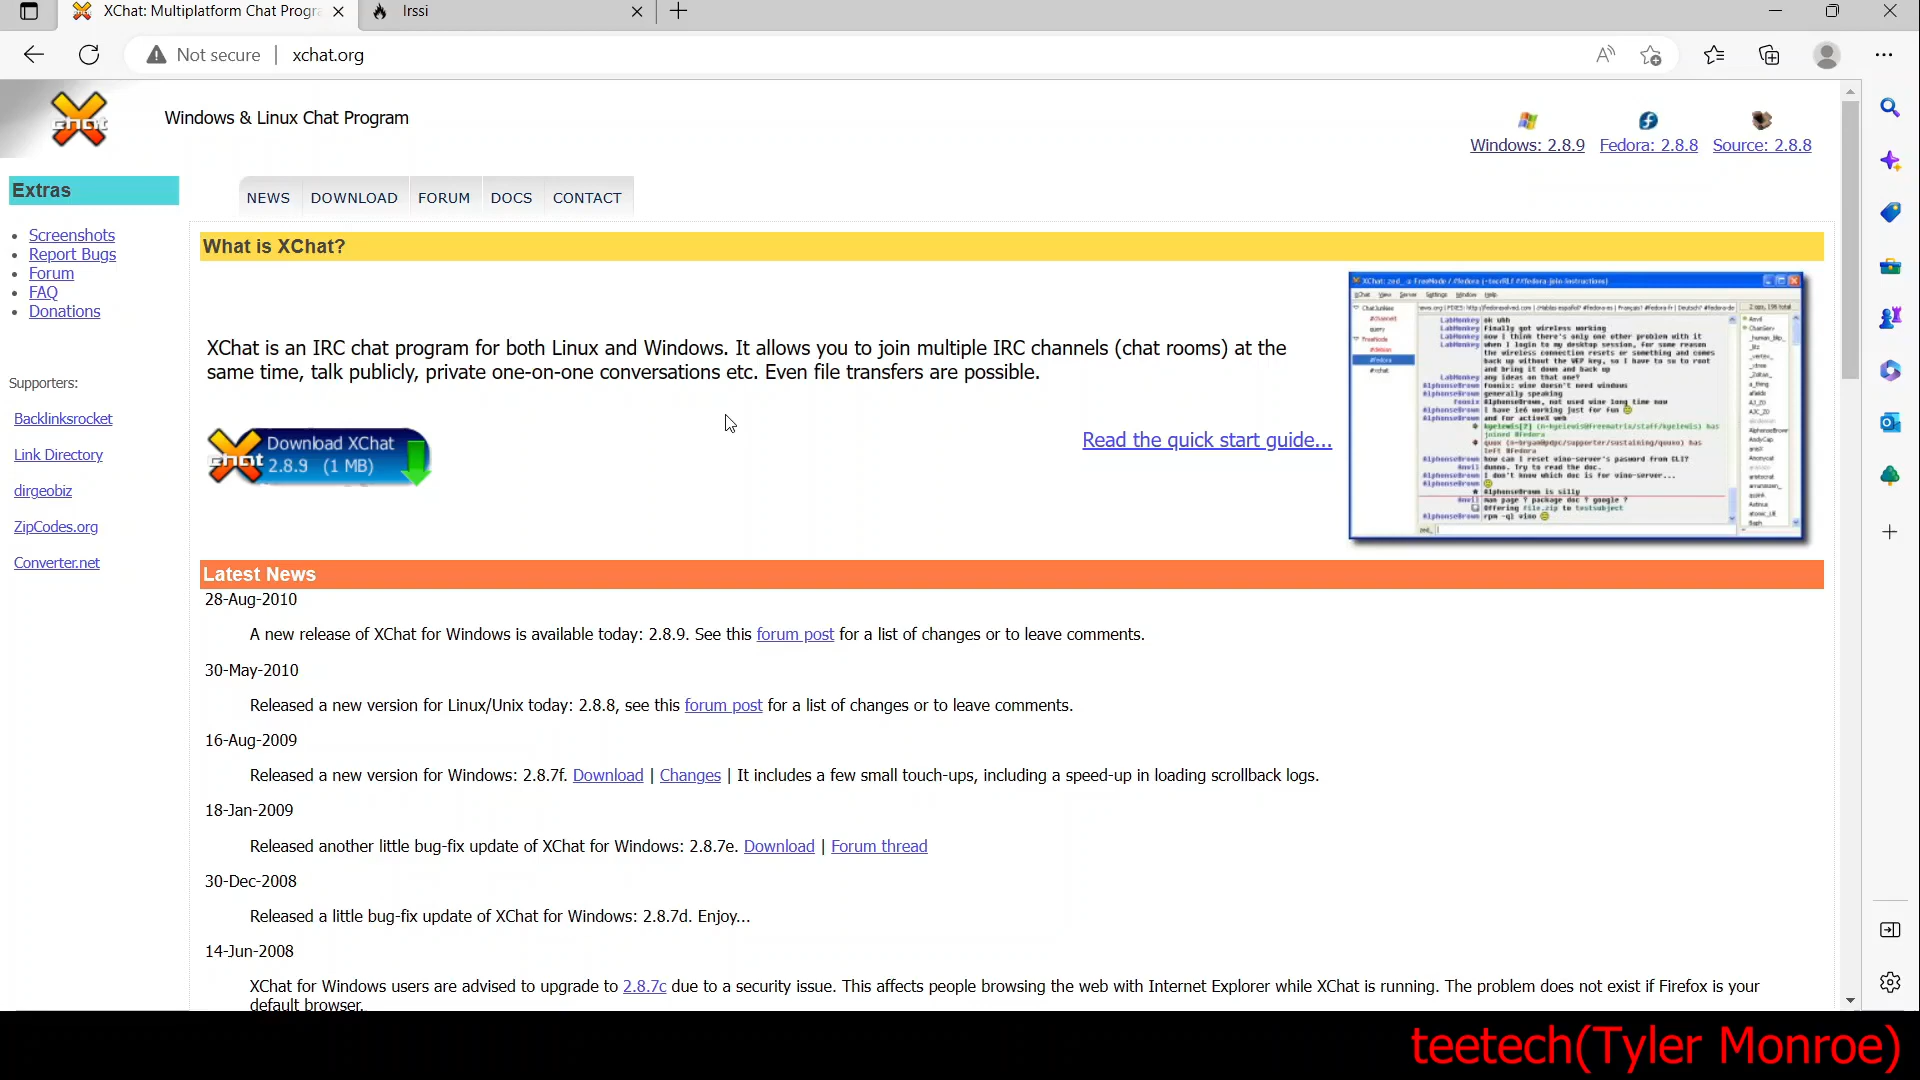 XChat: Multiplatform Chat Progra
Irssi
Not secure
xchat.org
chat
Windows & Linux Chat Program
Windows: 2.8.9
Fedora: 2.8.8
Source: 2.8.8
Extras
NEWS
DOWNLOAD
FORUM
DOCS
CONTACT
Screenshots
Report Bugs
Forum
FAQ
Donations
Supporters:
Backlinksrocket
Link Directory
dirgeobiz
ZipCodes.org
Converter.net
What is XChat?
XChat is an IRC chat program for both Linux and Windows. It allows you to join multiple IRC channels (chat rooms) at the
same time, talk publicly, private one-on-one conversations etc. Even file transfers are possible.
chat
Download XChat
2.8.9 (1 MB)
Read the quick start guide...
Latest News
28-Aug-2010
A new release of XChat for Windows is available today: 2.8.9. See this forum post for a list of changes or to leave comments.
30-May-2010
Released a new version for Linux/Unix today: 2.8.8, see this forum post for a list of changes or to leave comments.
16-Aug-2009
Released a new version for Windows: 2.8.7f. Download | Changes | It includes a few small touch-ups, including a speed-up in loading scrollback logs.
18-Jan-2009
Released another little bug-fix update of XChat for Windows: 2.8.7e. Download | Forum thread
30-Dec-2008
Released a little bug-fix update of XChat for Windows: 2.8.7d. Enjoy...
14-Jun-2008
XChat for Windows users are advised to upgrade to 2.8.7c due to a security issue. This affects people browsing the web with Internet Explorer while XChat is running. The problem does not exist if Firefox is your
default browser.
teetech(Tyler Monroe)